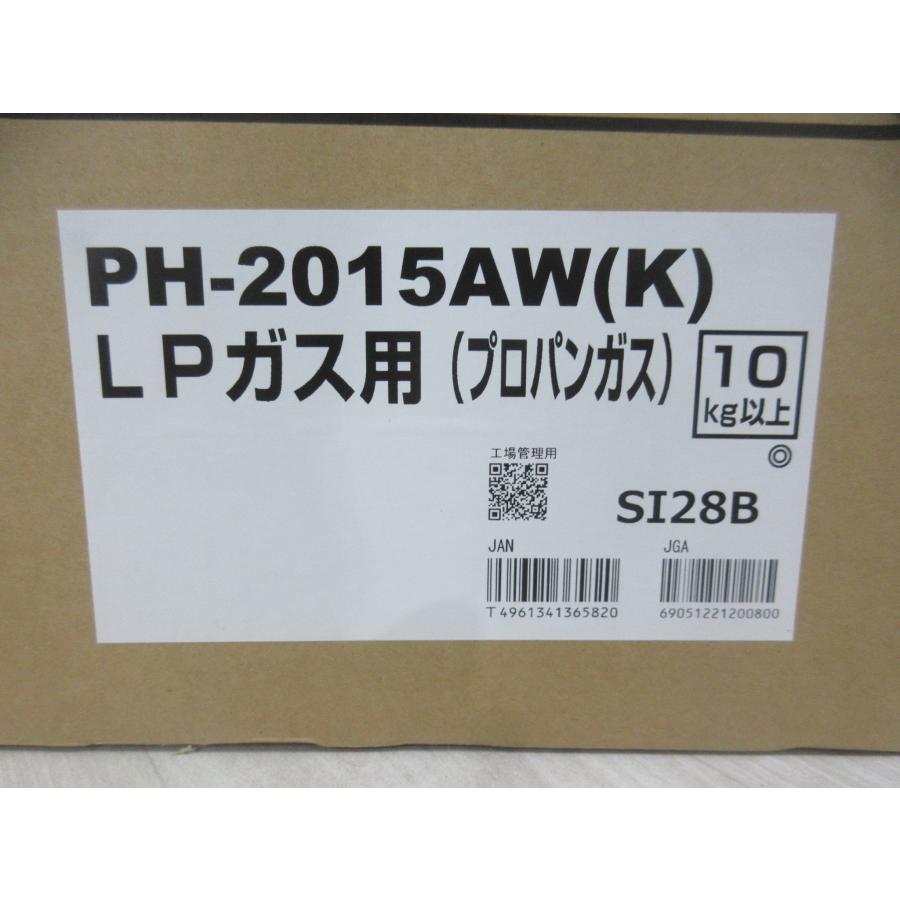 PH-2015AW(K)
LPガス用(プロパンガス)
10
kg以上
◎
工場管理用
SI28B
JAN
T4961341365820
JGA
69051221200800